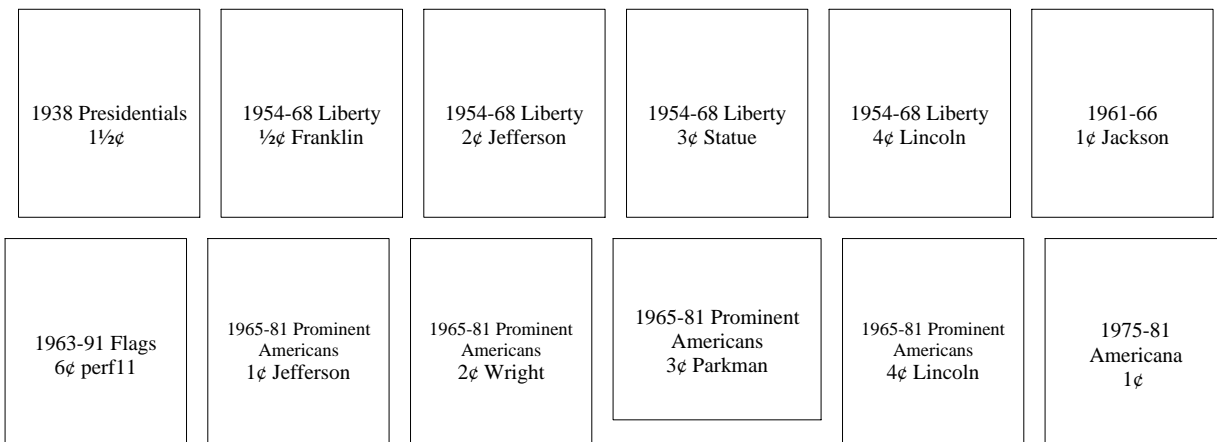 1938 Presidentials
1½¢
1954-68 Liberty
½¢ Franklin
1954-68 Liberty
2¢ Jefferson
1954-68 Liberty
3¢ Statue
1954-68 Liberty
4¢ Lincoln
1961-66
1¢ Jackson
1963-91 Flags
6¢ perf11
1965-81 Prominent
Americans
1¢ Jefferson
1965-81 Prominent
Americans
2¢ Wright
1965-81 Prominent
Americans
3¢ Parkman
1965-81 Prominent
Americans
4¢ Lincoln
1975-81
Americana
1¢